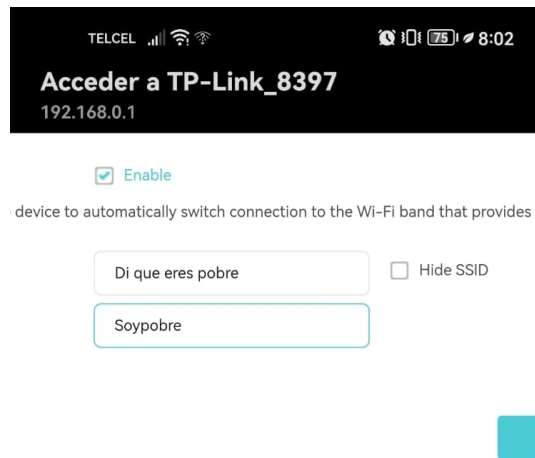 TELCEL 75 8:02
Acceder a TP-Link_8397
192.168.0.1
Enable
device to automatically switch connection to the Wi-Fi band that provides
Di que eres pobre Hide SSID
Soypobre